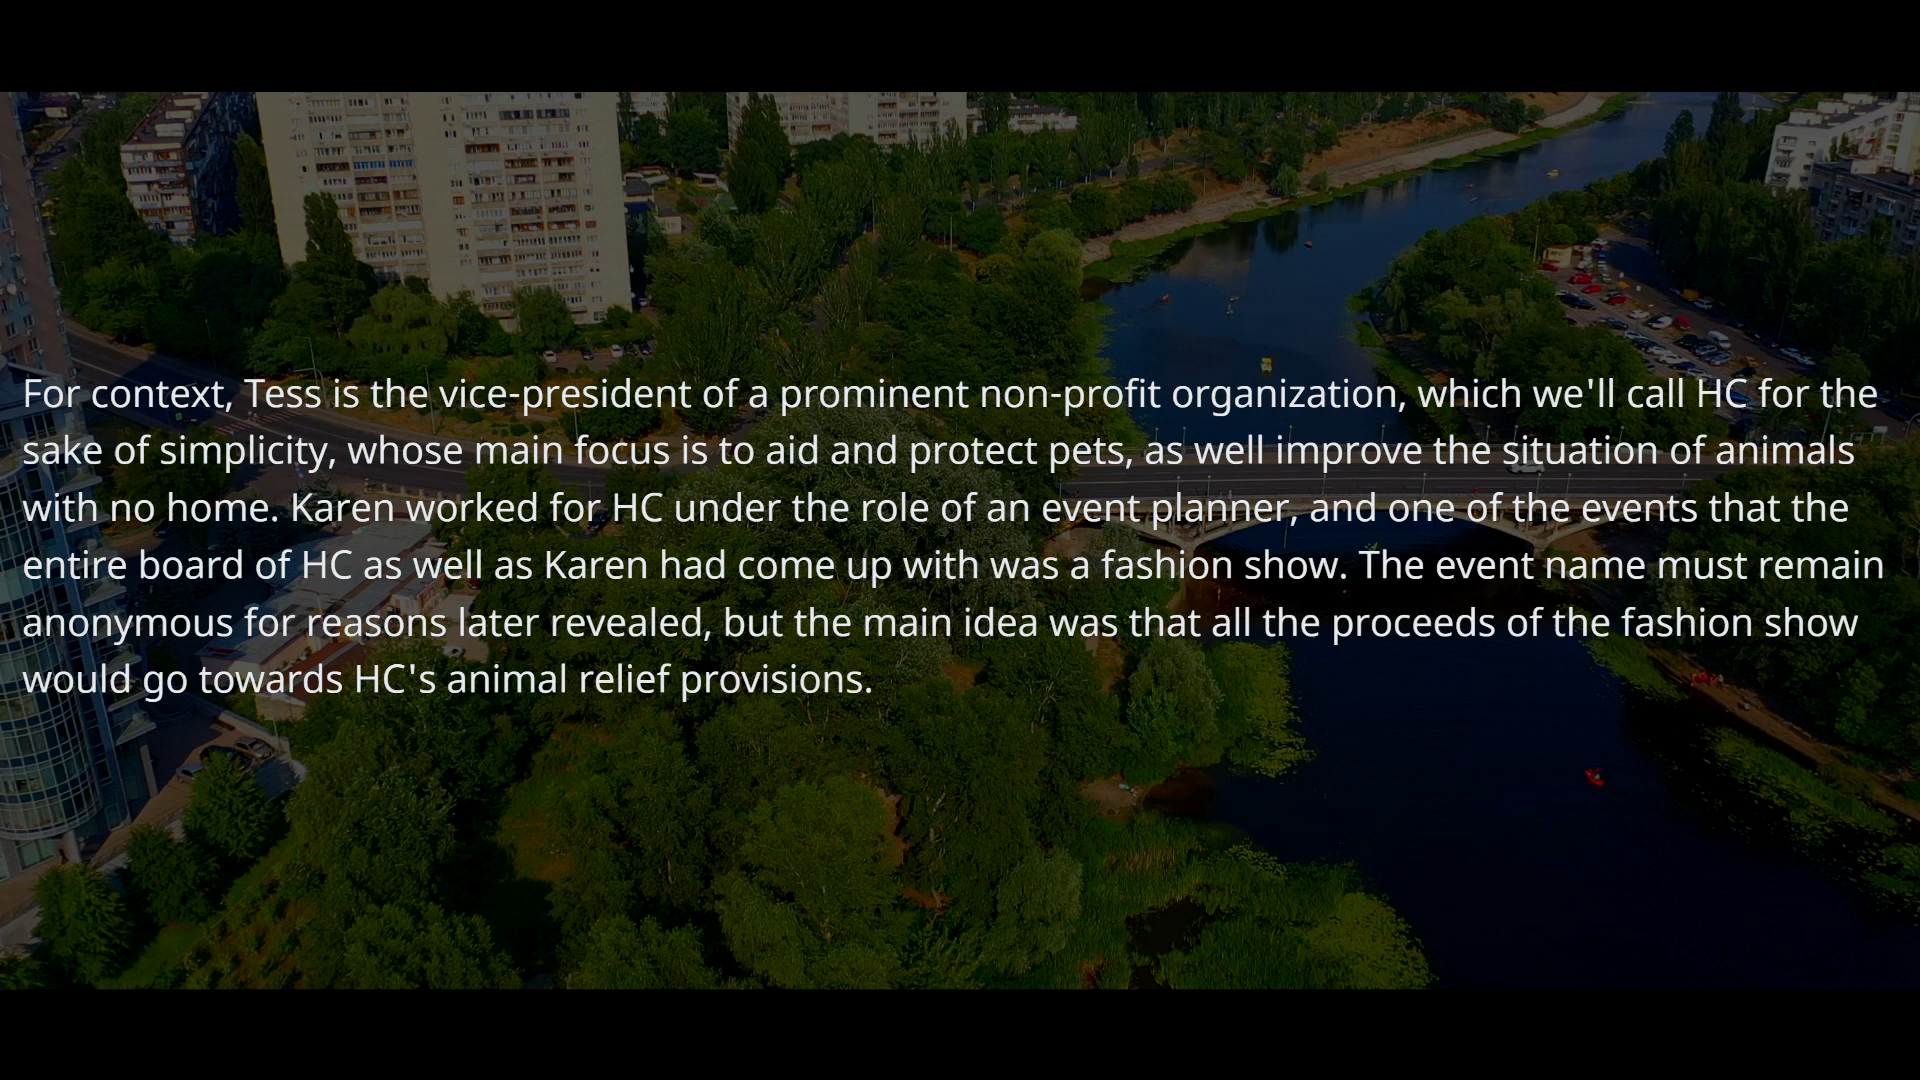 For context, Tess is the vice-president of a prominent non-profit organization, which we'll call HC for the
sake of simplicity, whose main focus is to aid and protect pets, as well improve the situation of animals
with no home. Karen worked for HC under the role of an event planner, and one of the events that the
entire board of HC as well as Karen had come up with was a fashion show. The event name must remain
anonymous for reasons later revealed, but the main idea was that all the proceeds of the fashion show
would go towards HC's animal relief provisions.